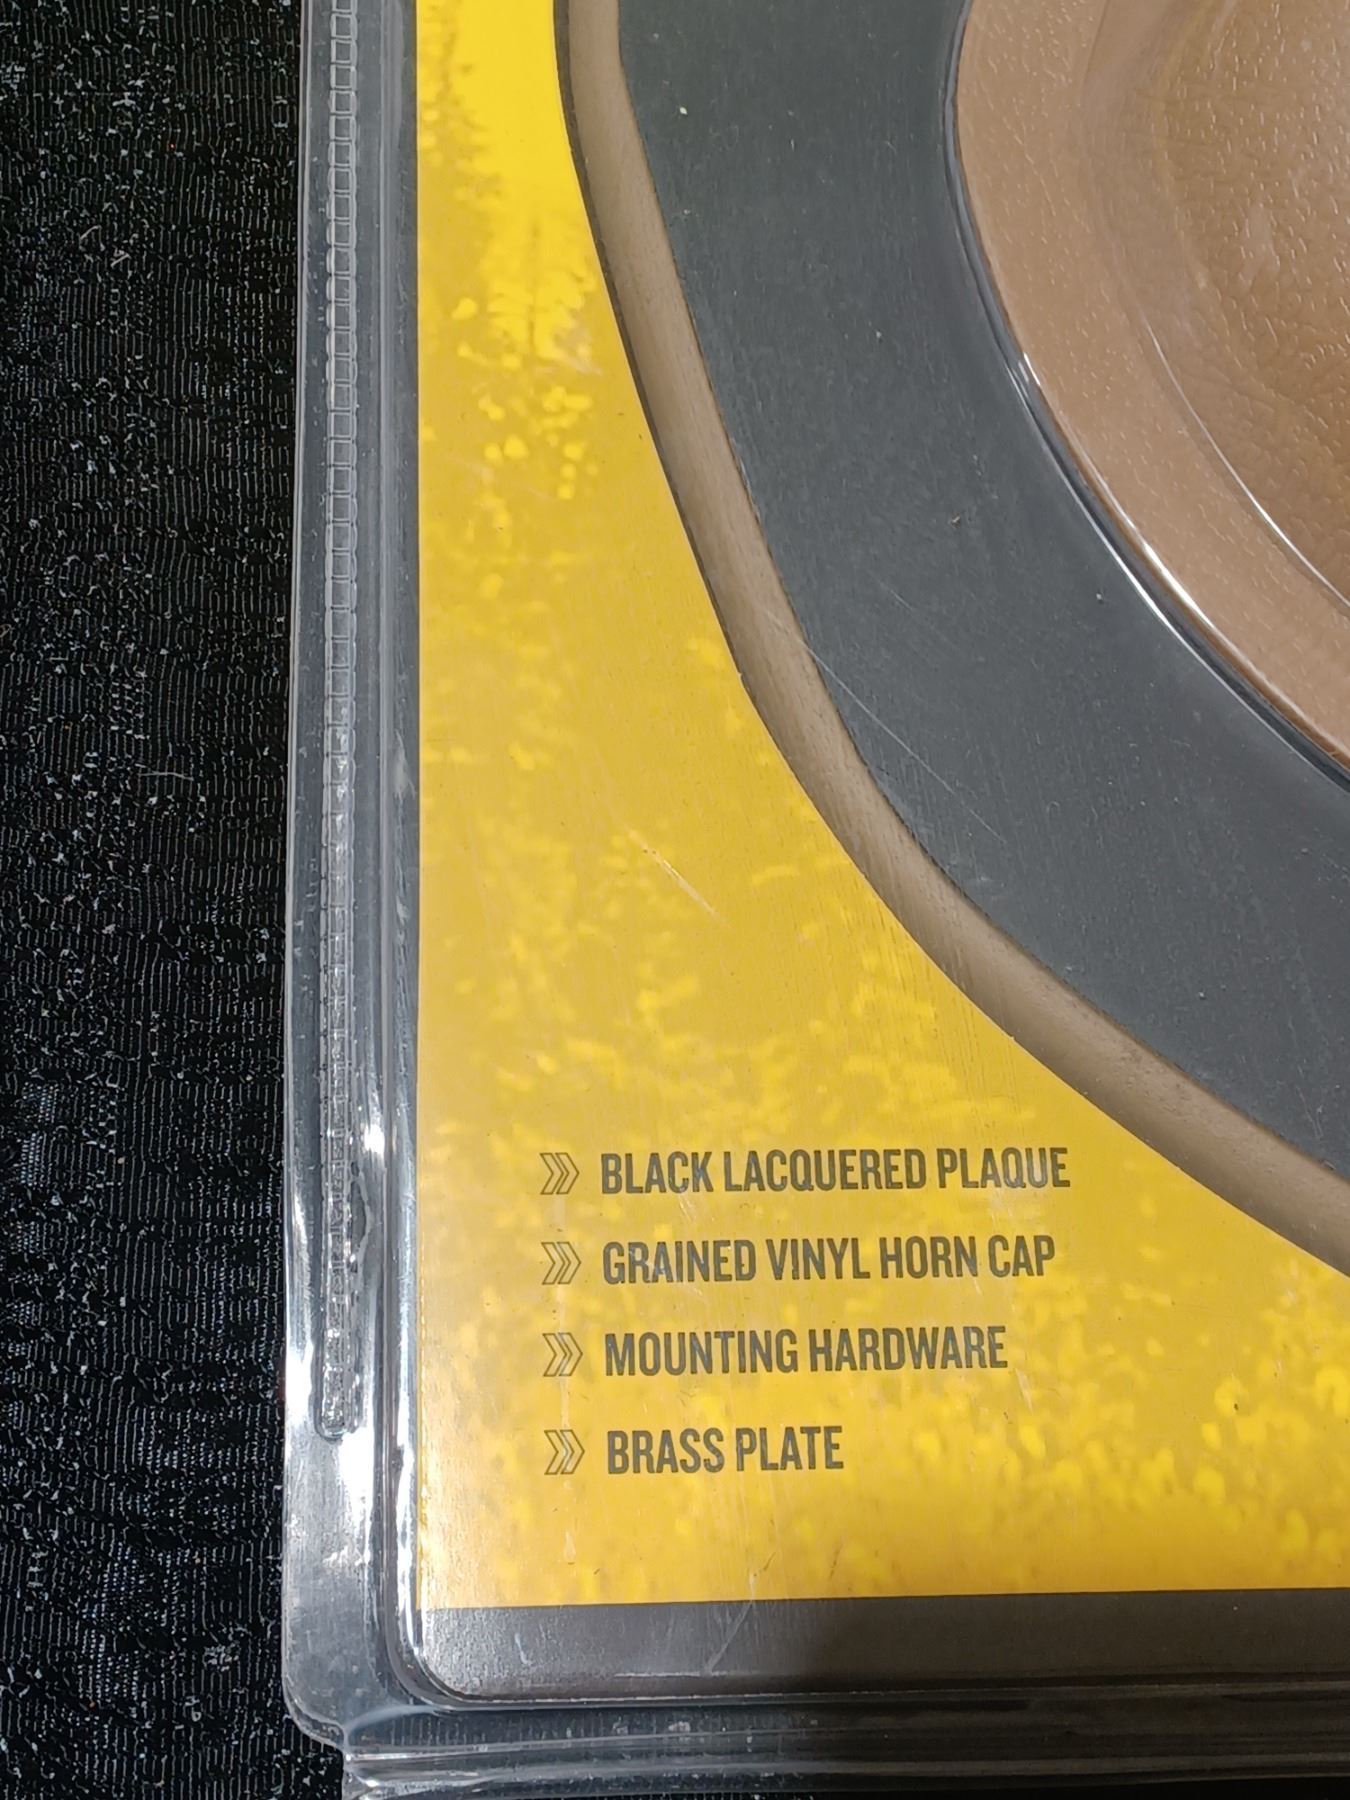 BLACK LACQUERED PLAQUE
GRAINED VINYL HORN CAP
MOUNTING HARDWARE
BRASS PLATE